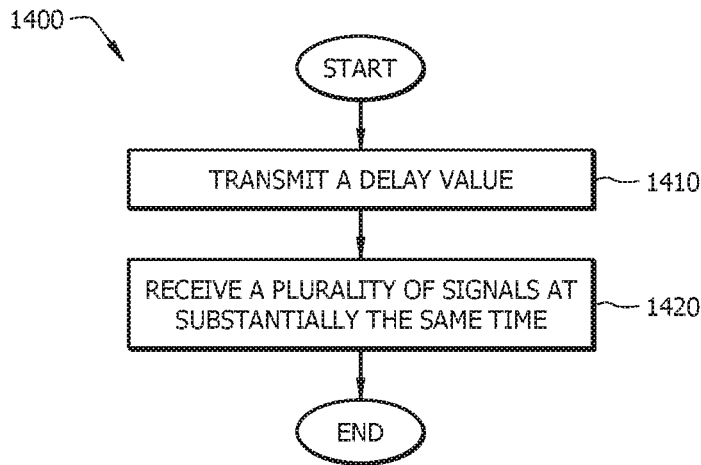 1400
START
TRANSMIT A DELAY VALUE
1410
RECEIVE A PLURALITY OF SIGNALS AT
SUBSTANTIALLY THE SAME TIME
1420
END